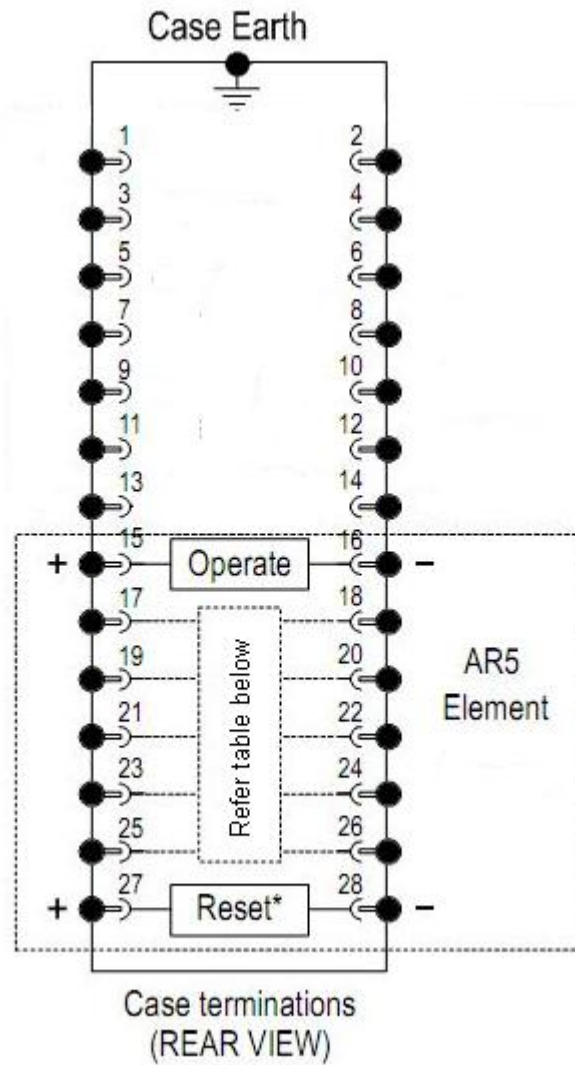 Case Earth
1 2
3 4
5 6
7 8
9 10
11 12
13 14
15 16
+ Operate −
17 18
19 20
21 22
23 24
25 26
Refer table below
AR5
Element
27 28
+ Reset* −
Case terminations
(REAR VIEW)